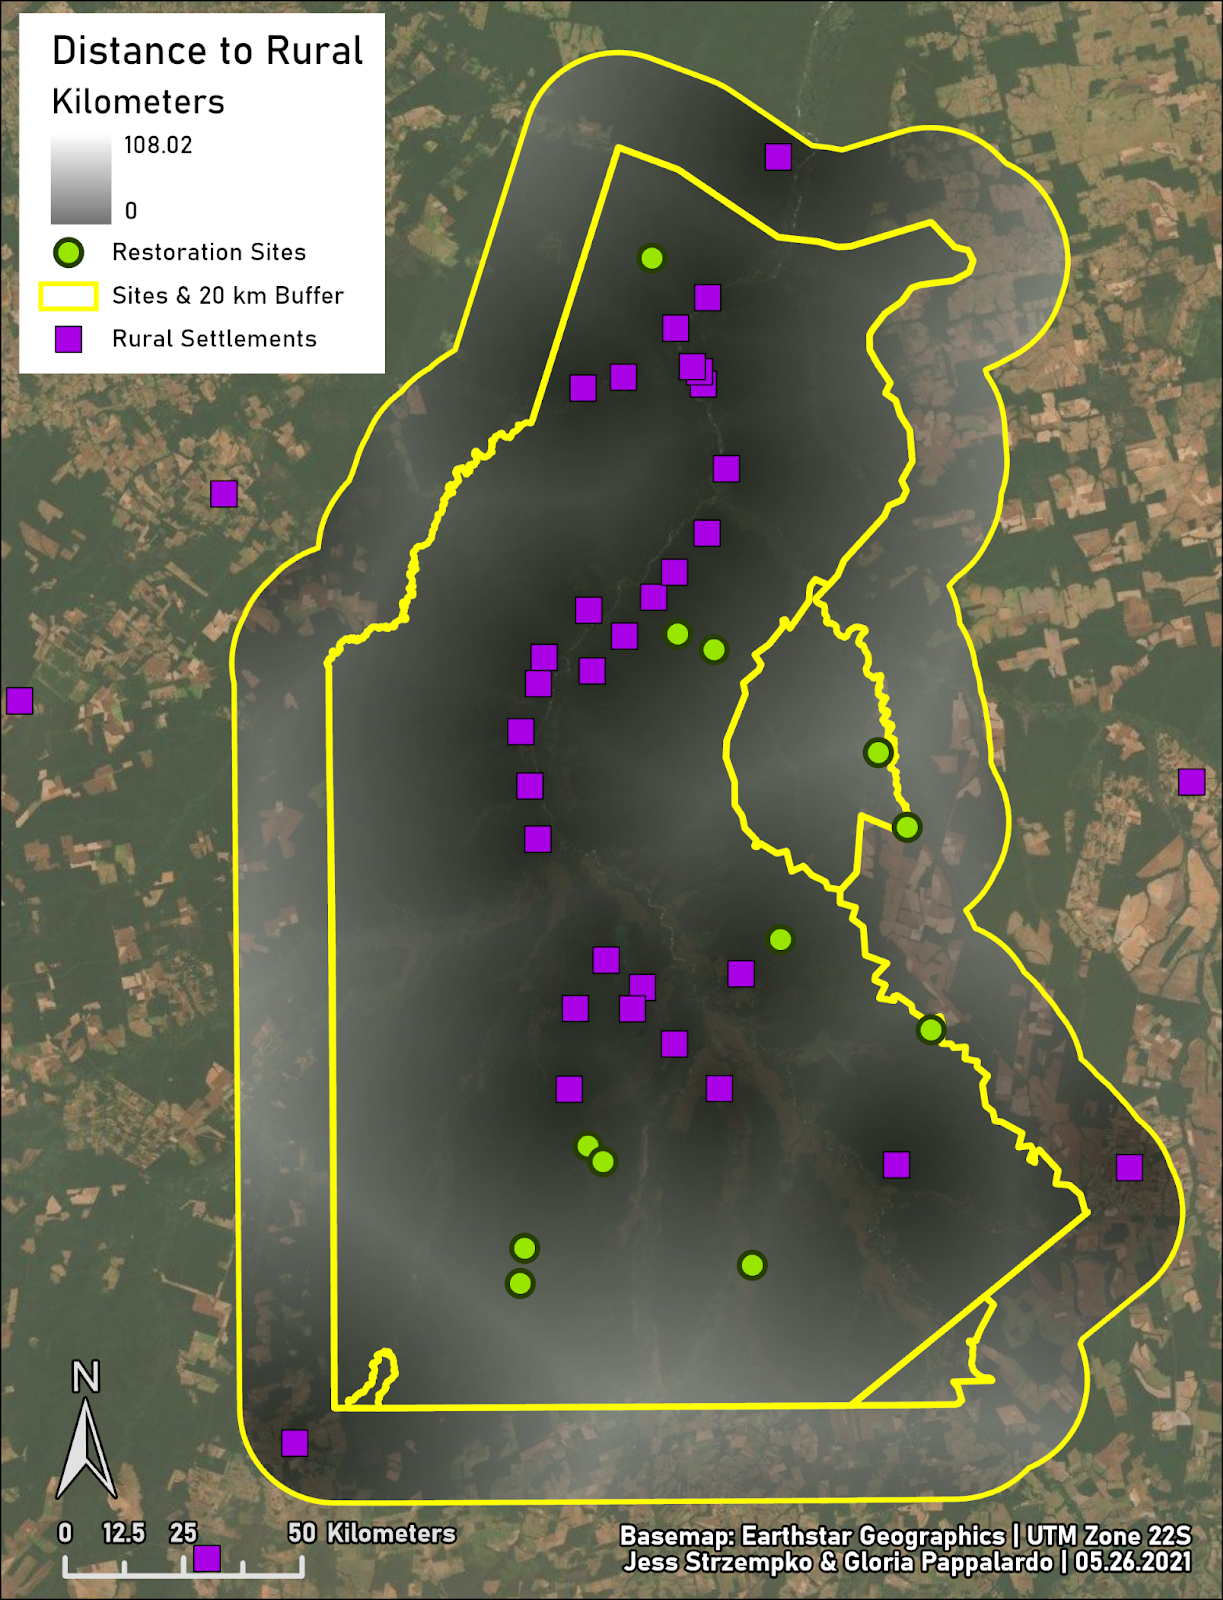 Distance to Rural
Kilometers
108.02
0
Restoration Sites
Sites & 20 km Buffer
Rural Settlements
N
0 12.5 25 50 Kilometers
Basemap: Earthstar Geographics | UTM Zone 22S
Jess Strzempko & Gloria Pappalardo | 05.26.2021